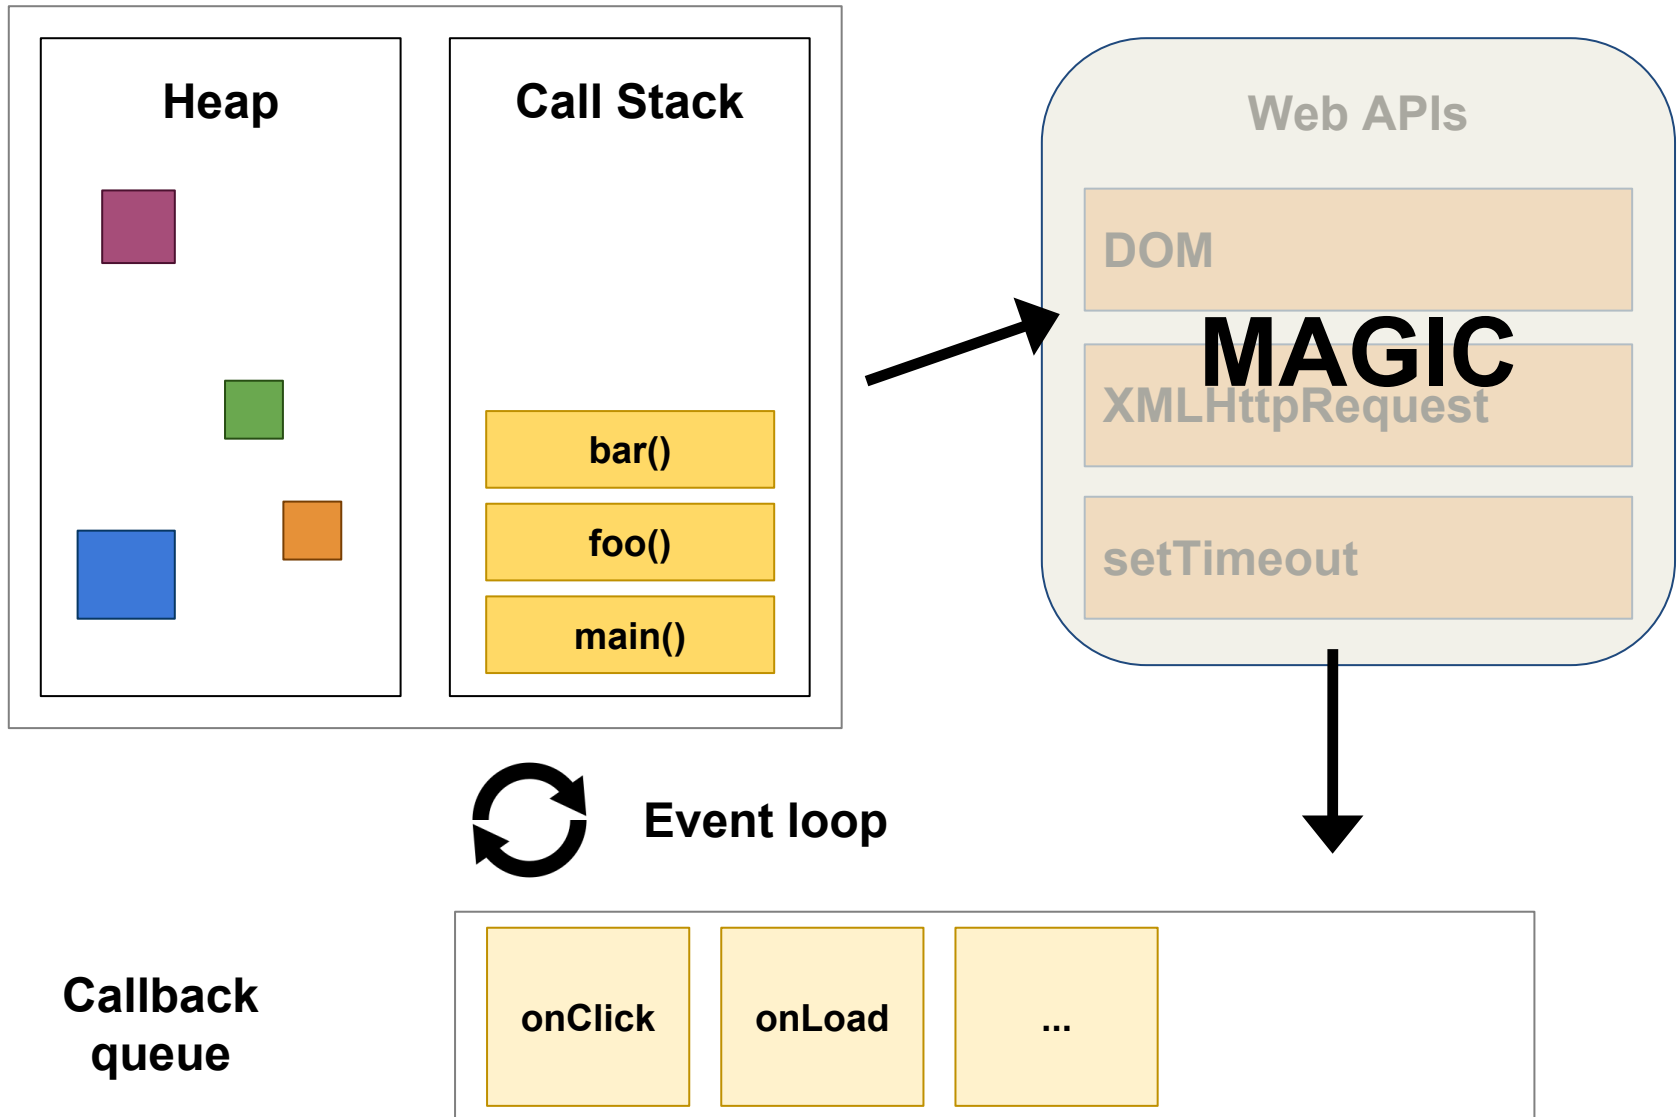 Heap
Call Stack
bar()
foo()
main()
Web APIs
DOM
MAGIC
XMLHttpRequest
setTimeout
Event loop
Callback
queue
onClick
onLoad
...